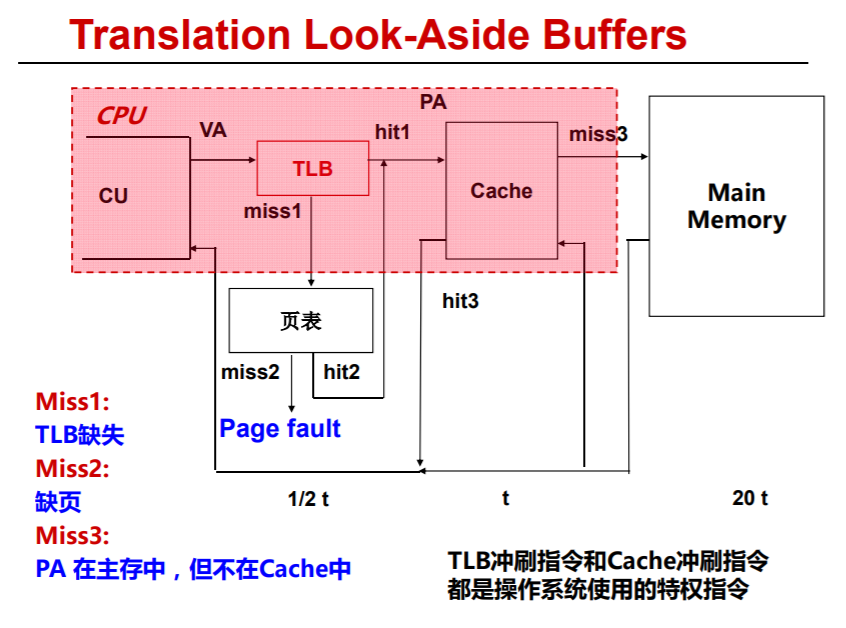 Translation Look-Aside Buffers
CPU
PA
VA
hit1
miss3
TLB
CU
Cache
Main
Memory
miss1
hit3
页表
miss2
hit2
Page fault
Miss1:
TLB缺失
Miss2:
缺页
Miss3:
PA 在主存中，但不在Cache中
1/2 t
t
20 t
TLB冲刷指令和Cache冲刷指令
都是操作系统使用的特权指令